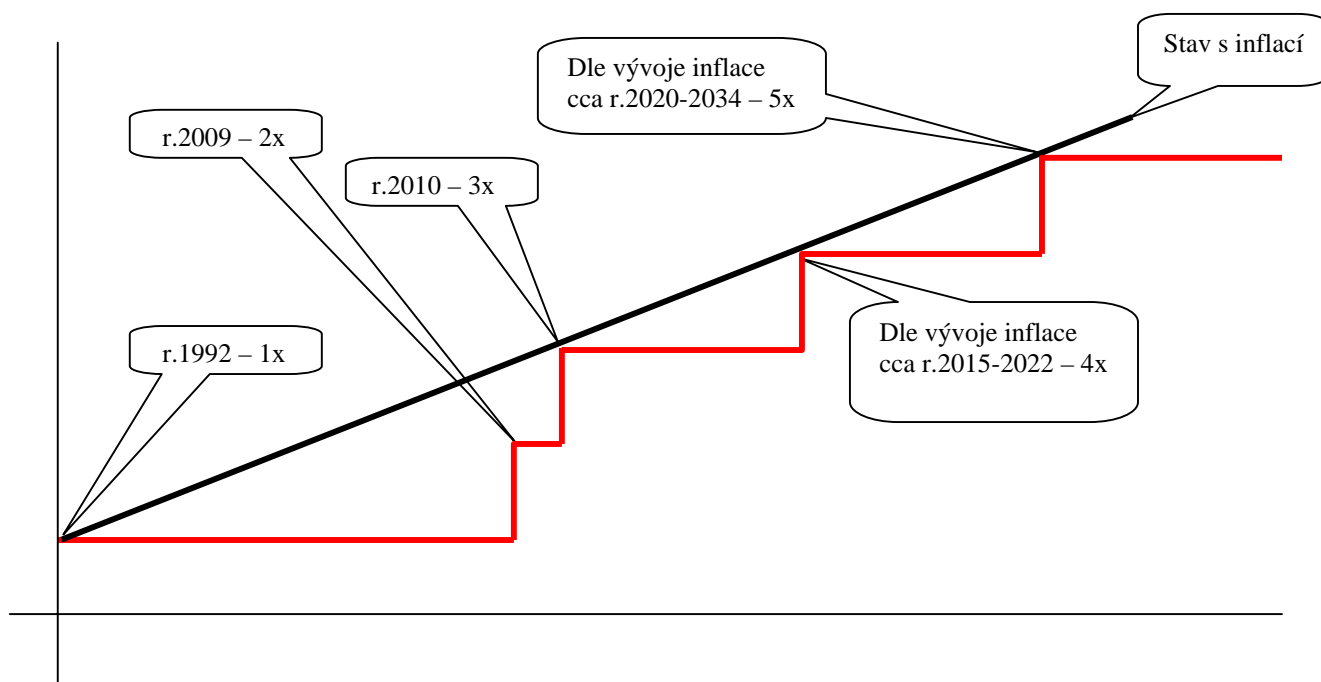 Stav s inflací
Dle vývoje inflace
cca r.2020-2034 – 5x
r.2009 – 2x
r.2010 – 3x
r.1992 – 1x
Dle vývoje inflace
cca r.2015-2022 – 4x